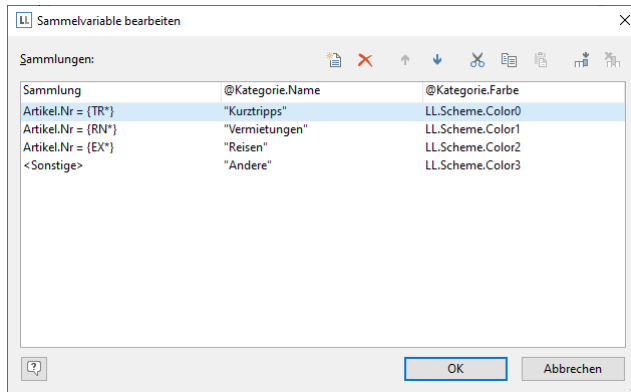 LL Sammelvariable bearbeiten
Sammlungen:
Sammlung @Kategorie.Name @Kategorie.Farbe
Artikel.Nr = {TR*} "Kurztripps" LL.Scheme.Color0
Artikel.Nr = {RN*} "Vermietungen" LL.Scheme.Color1
Artikel.Nr = {EX*} "Reisen" LL.Scheme.Color2
<Sonstige> "Andere" LL.Scheme.Color3
OK Abbrechen